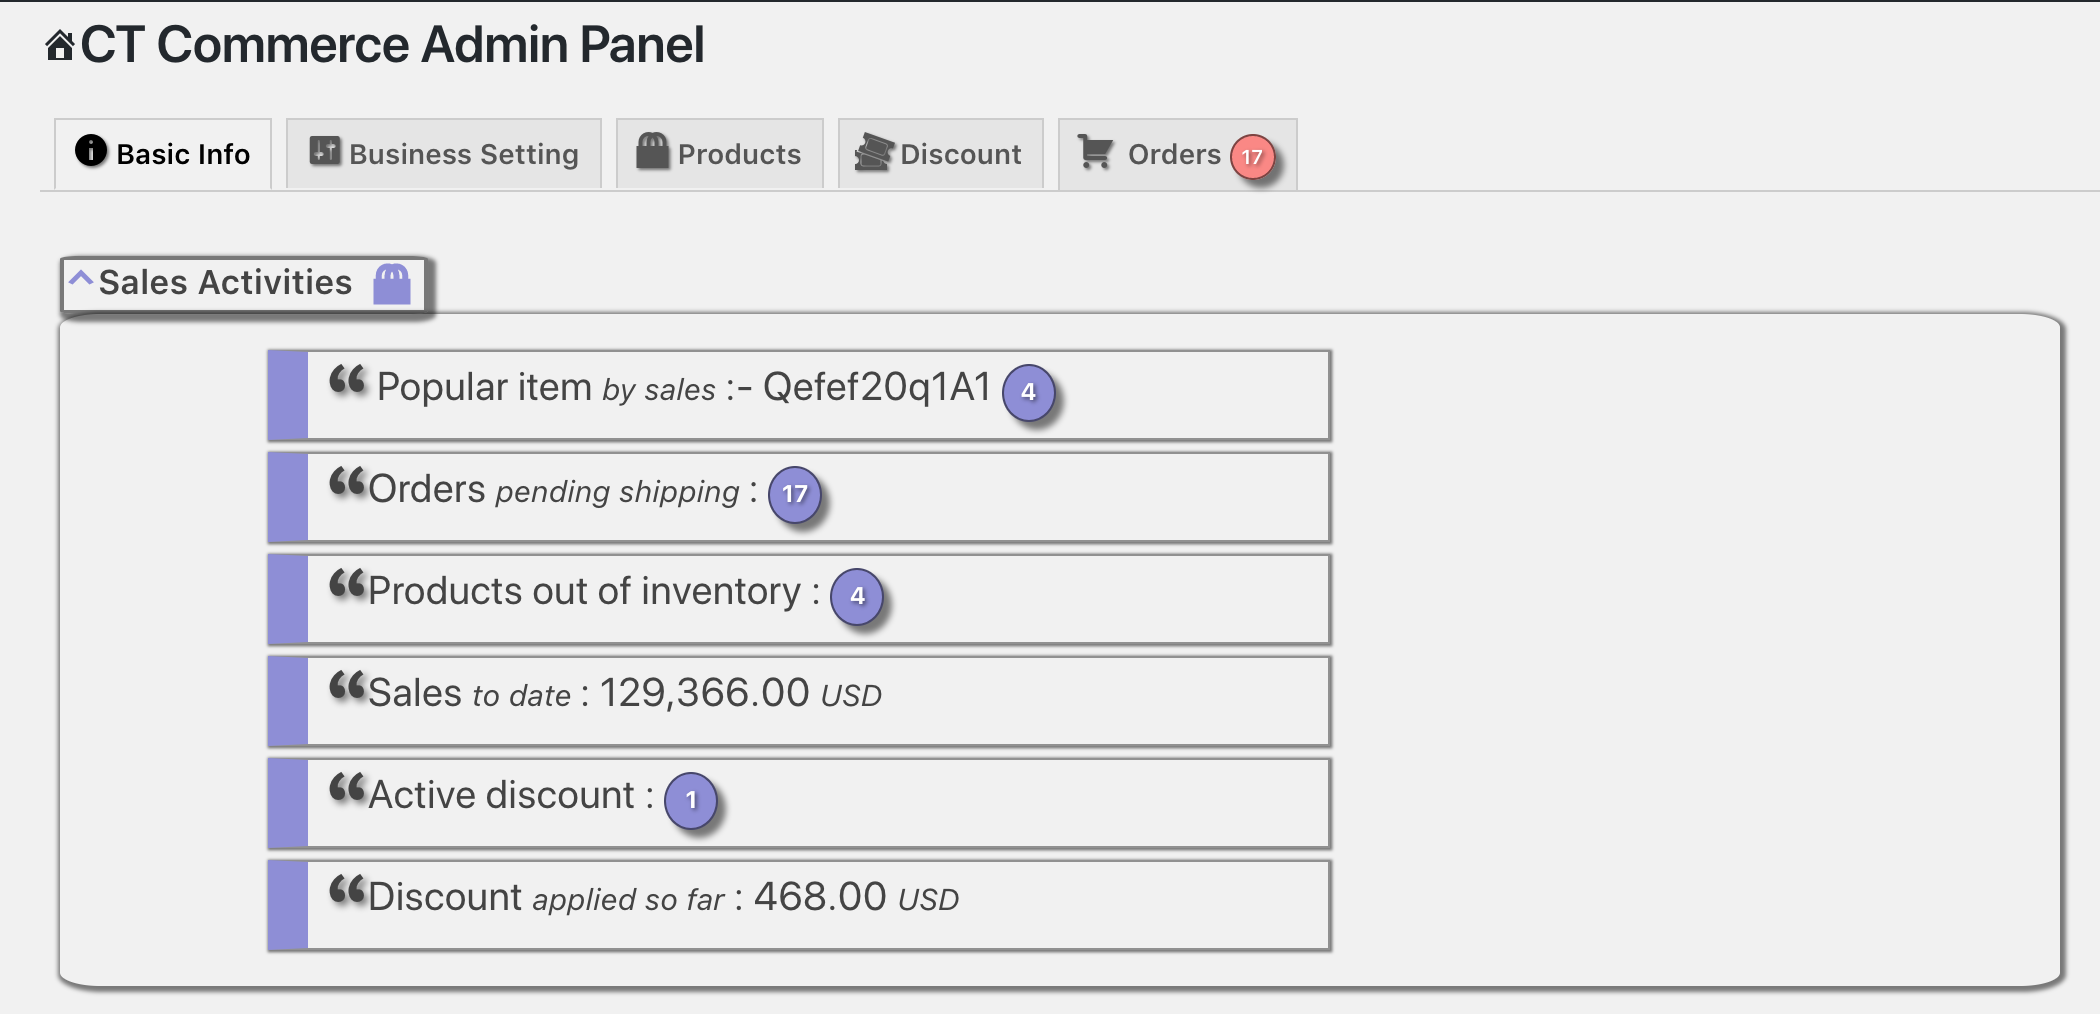 CT Commerce Admin Panel
Basic Info Business Setting Products Discount Orders 17
Sales Activities
Popular item by sales :- Qefef20q1A1 4
Orders pending shipping : 17
Products out of inventory : 4
Sales to date : 129,366.00 USD
Active discount : 1
Discount applied so far : 468.00 USD